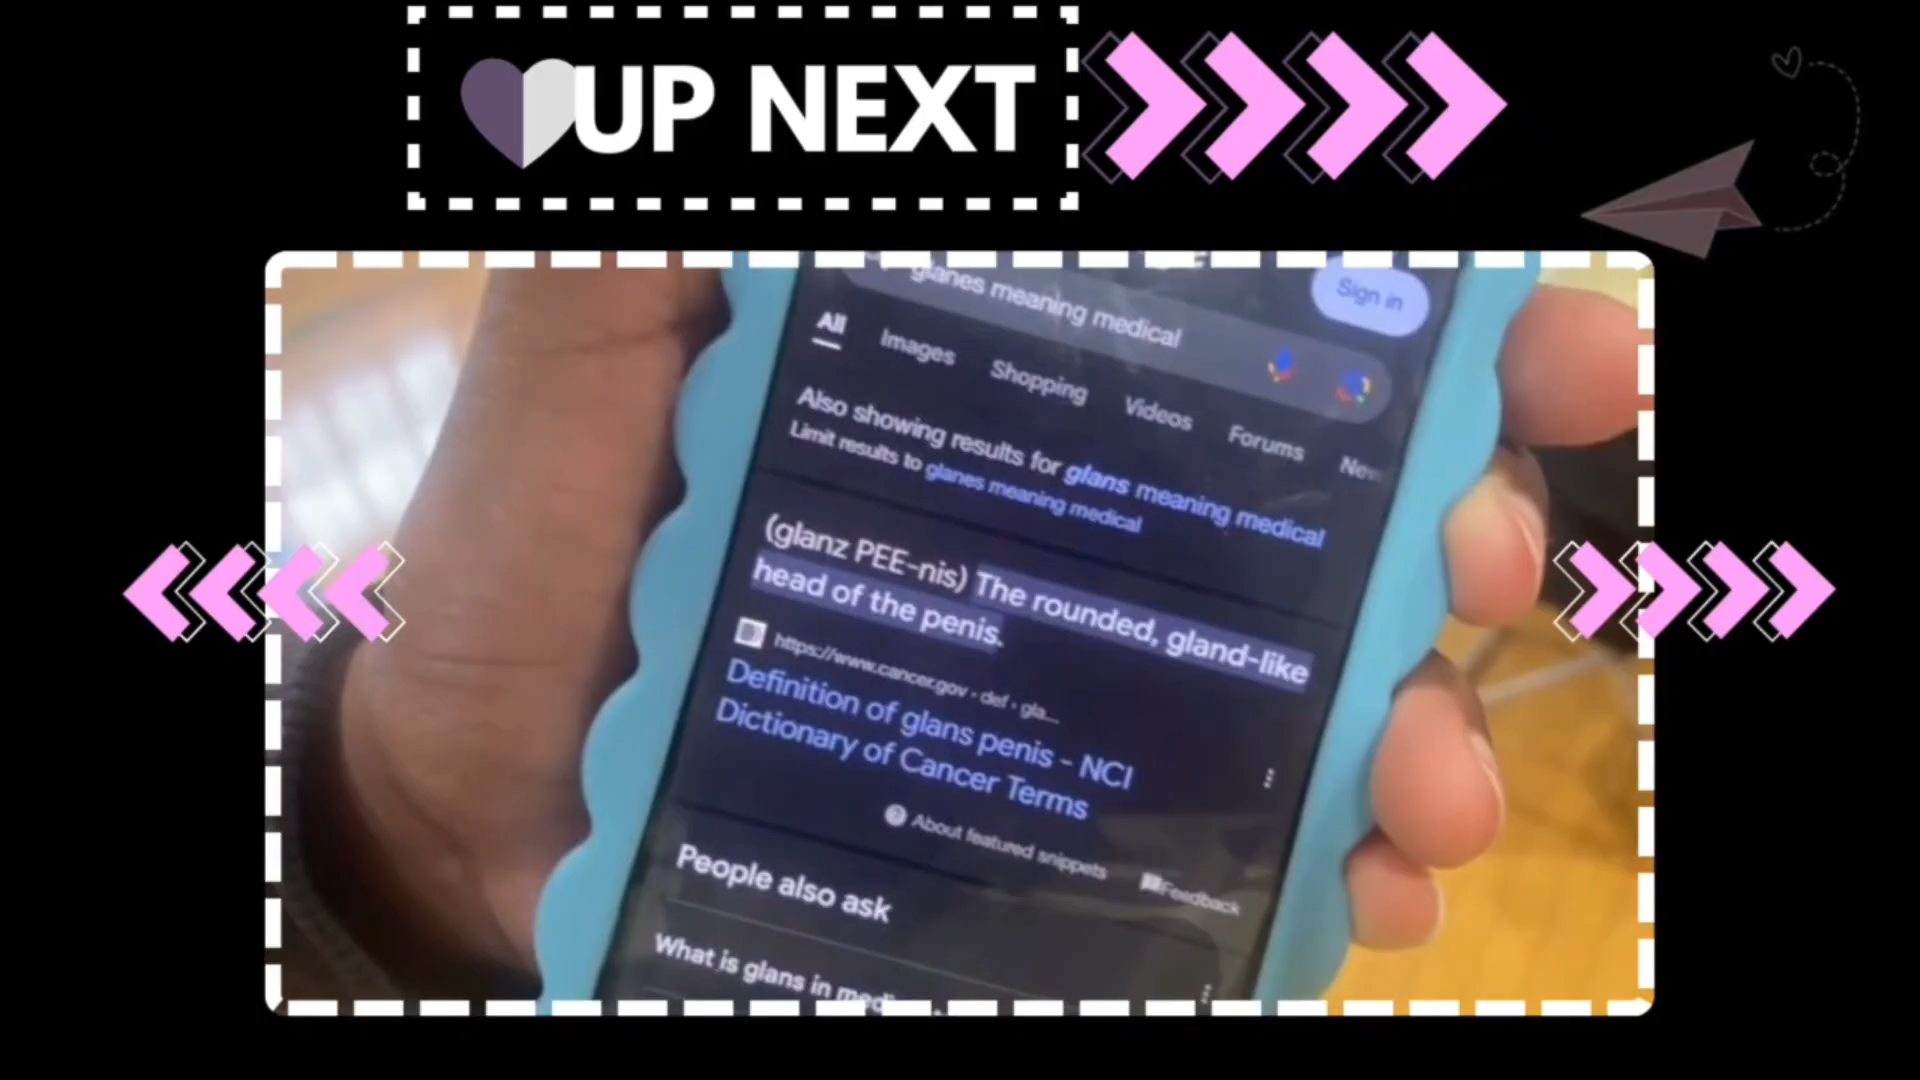 UP NEXT
glanes meaning medical
Sign in
All Images Shopping Videos Forums
Also showing results for glans meaning medical
Limit results to glanes meaning medical
(glanz PEE-nis) The rounded, gland-like
head of the penis.
https://www.cancer.gov › def › gla...
Definition of glans penis - NCI
Dictionary of Cancer Terms
About featured snippets
Feedback
People also ask
What is glans in